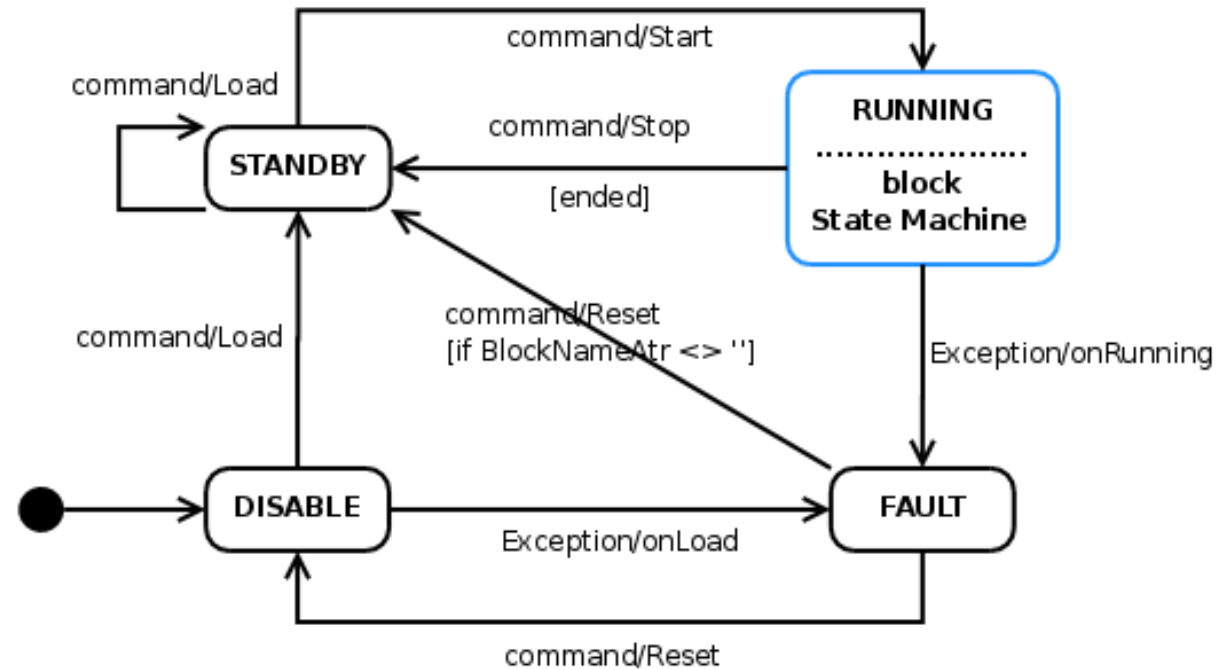 command/Start
command/Load
RUNNING
command/Stop
STANDBY
block
[ended]
State Machine
command/Reset
[if BlockNameAtr <> '']
command/Load
Exception/onRunning
DISABLE
FAULT
Exception/onLoad
command/Reset